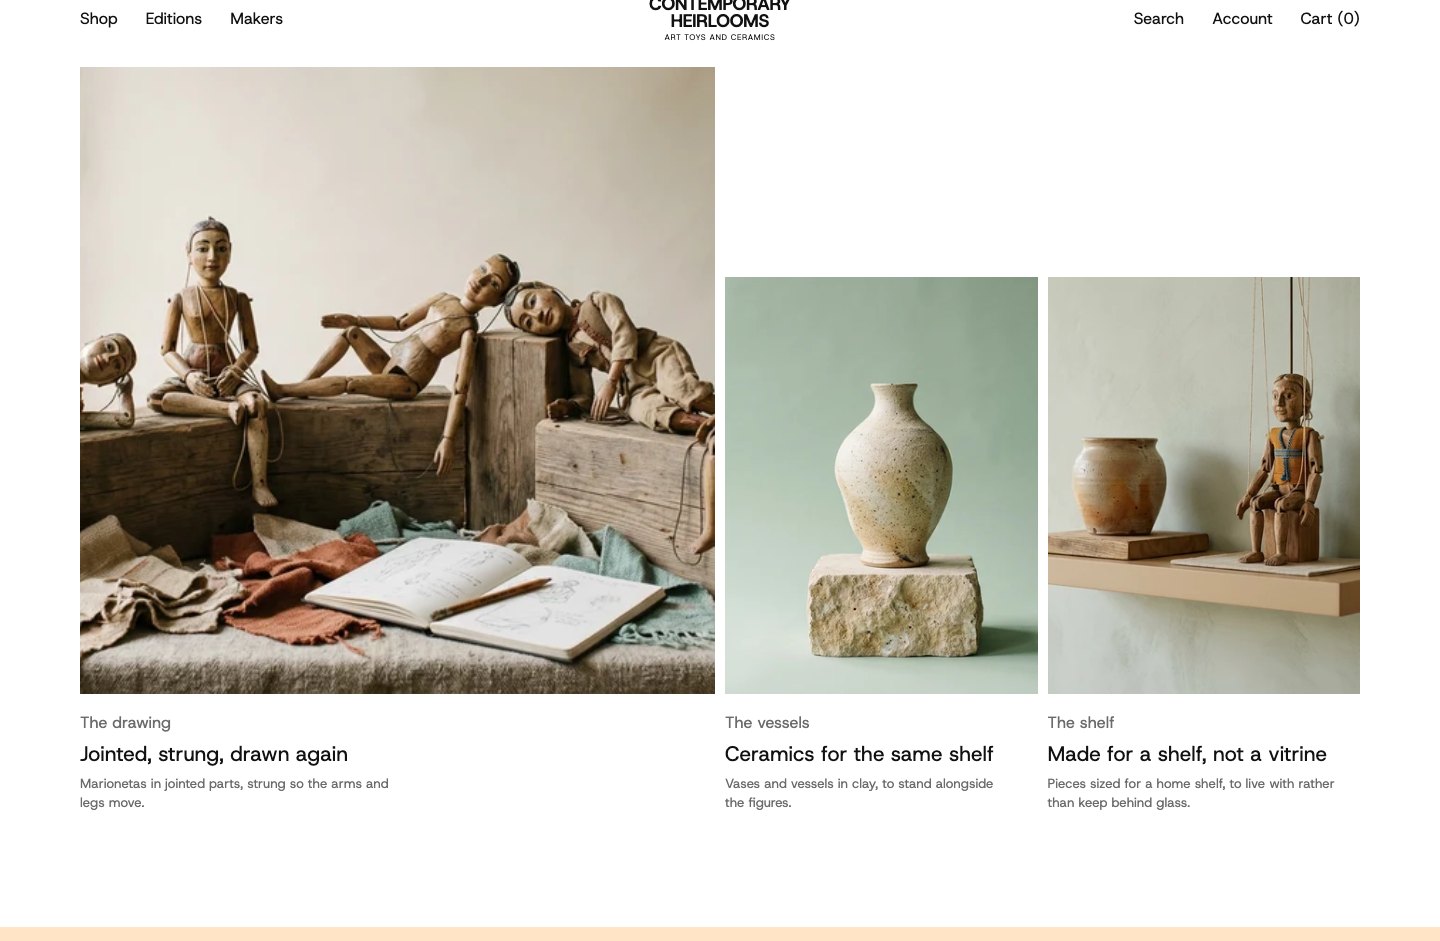 Shop Editions Makers
CONTEMPORARY
HEIRLOOMS
ART TOYS AND CERAMICS
Search Account Cart (0)
The drawing
Jointed, strung, drawn again
Marionetas in jointed parts, strung so the arms and
legs move.
The vessels
Ceramics for the same shelf
Vases and vessels in clay, to stand alongside
the figures.
The shelf
Made for a shelf, not a vitrine
Pieces sized for a home shelf, to live with rather
than keep behind glass.